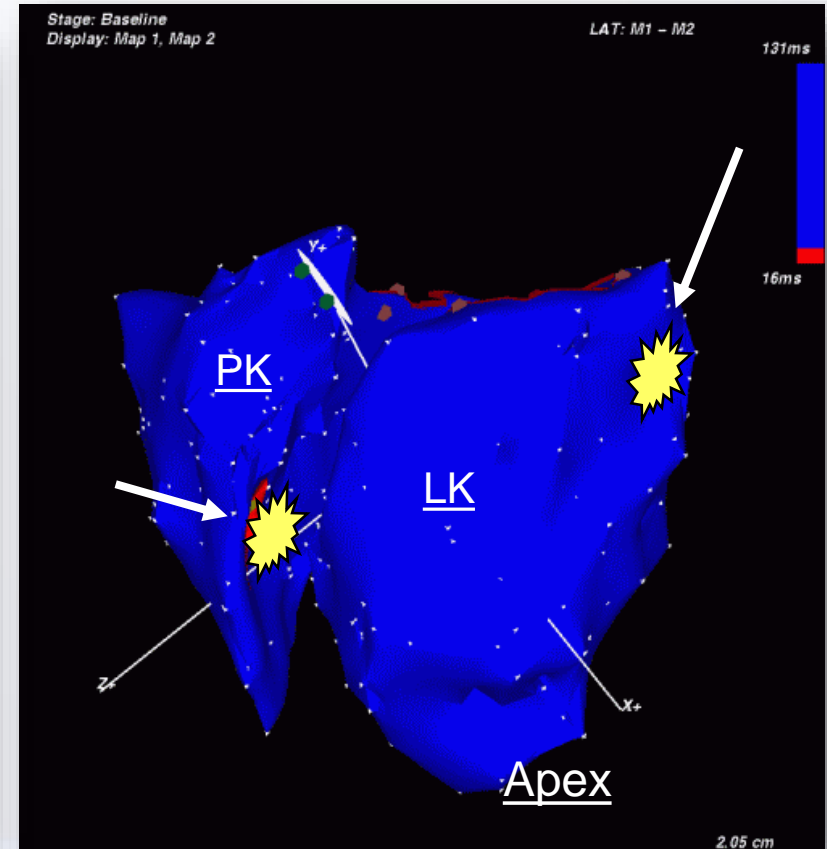 Stage: Baseline
Display: Map 1, Map 2
LAT: M1 – M2
131ms
16ms
Y+
PK
LK
Z+
X+
Apex
2.05 cm